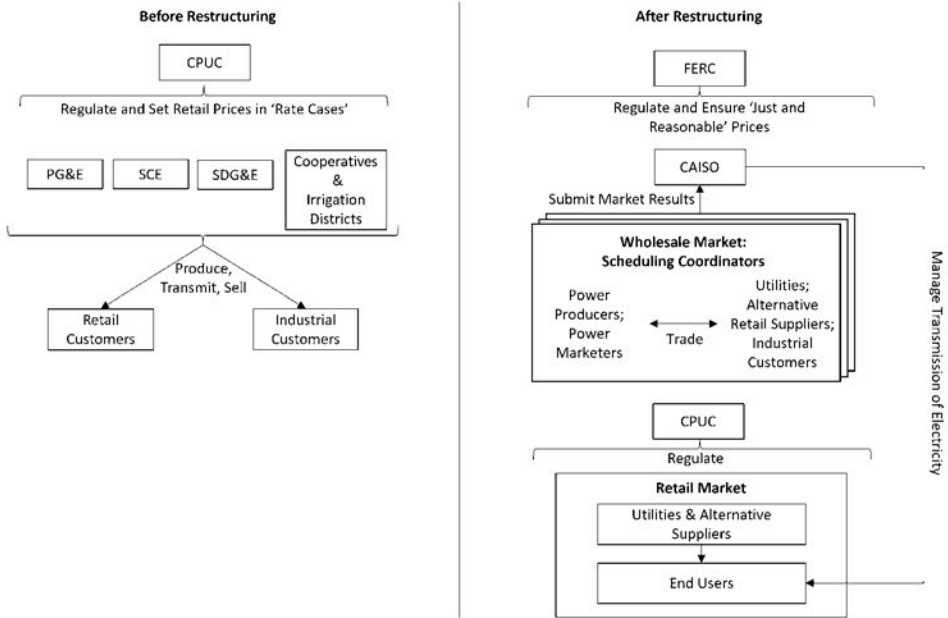 Before Restructuring
CPUC
Regulate and Set Retail Prices in ‘Rate Cases’
PG&E
SCE
SDG&E
Cooperatives
&
Irrigation
Districts
Produce,
Transmit, Sell
Retail
Customers
Industrial
Customers
After Restructuring
FERC
Regulate and Ensure ‘Just and
Reasonable’ Prices
CAISO
Submit Market Results
Wholesale Market:
Scheduling Coordinators
Power
Producers;
Power
Marketers
Trade
Utilities;
Alternative
Retail Suppliers;
Industrial
Customers
Manage Transmission of Electricity
CPUC
Regulate
Retail Market
Utilities & Alternative
Suppliers
End Users